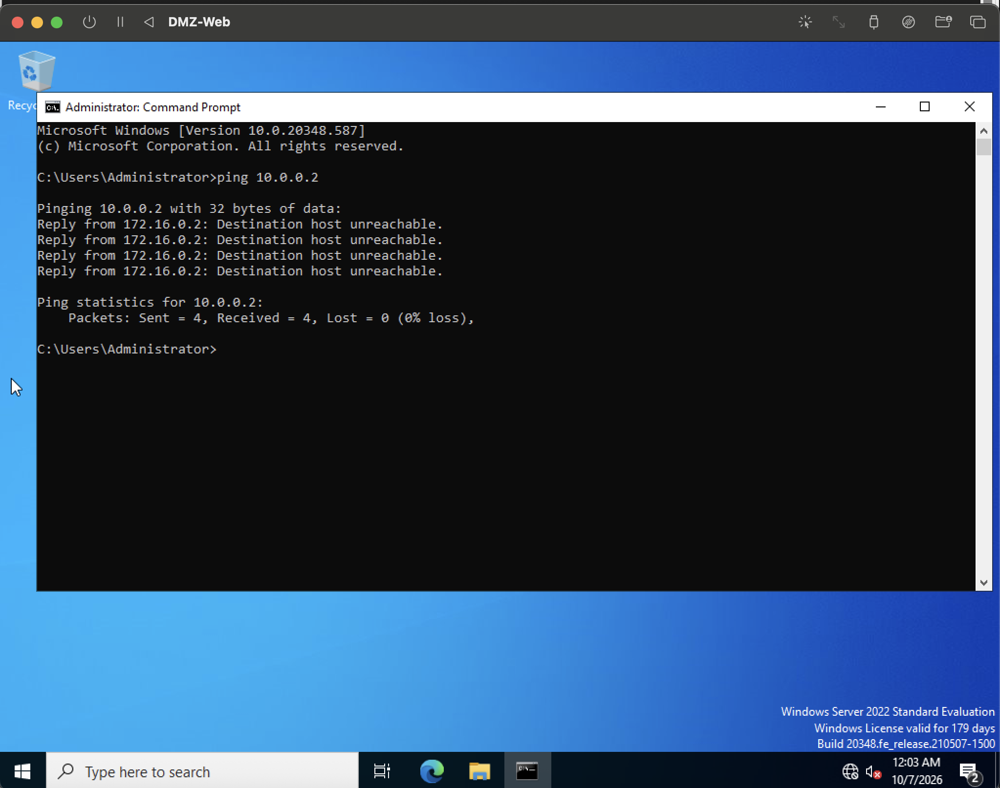 DMZ-Web
Recyc
Administrator: Command Prompt
Microsoft Windows [Version 10.0.20348.587]
(c) Microsoft Corporation. All rights reserved.
C:\Users\Administrator>ping 10.0.0.2
Pinging 10.0.0.2 with 32 bytes of data:
Reply from 172.16.0.2: Destination host unreachable.
Reply from 172.16.0.2: Destination host unreachable.
Reply from 172.16.0.2: Destination host unreachable.
Reply from 172.16.0.2: Destination host unreachable.
Ping statistics for 10.0.0.2:
    Packets: Sent = 4, Received = 4, Lost = 0 (0% loss),
C:\Users\Administrator>
Windows Server 2022 Standard Evaluation
Windows License valid for 179 days
Build 20348.fe_release.210507-1500
Type here to search
12:03 AM
10/7/2026
2